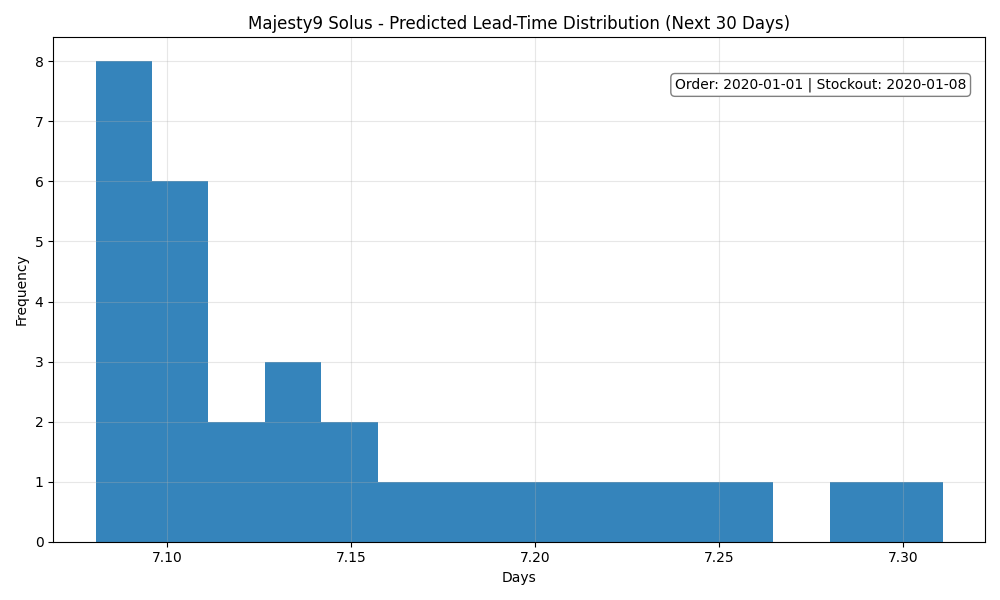 Majesty9 Solus - Predicted Lead-Time Distribution (Next 30 Days)
Order: 2020-01-01 | Stockout: 2020-01-08
Frequency
8
7
6
5
4
3
2
1
0
7.10 7.15 7.20 7.25 7.30
Days